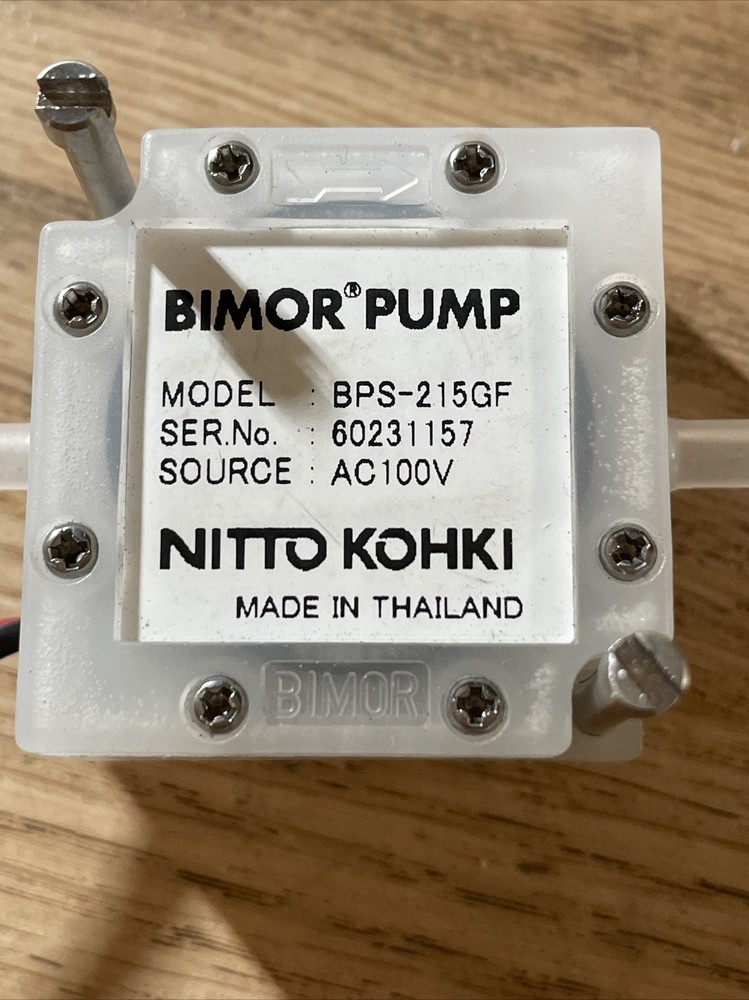 BIMOR® PUMP
MODEL : BPS-215GF
SER.No. : 60231157
SOURCE : AC100V
NITTO KOHKI
MADE IN THAILAND
BIMOR